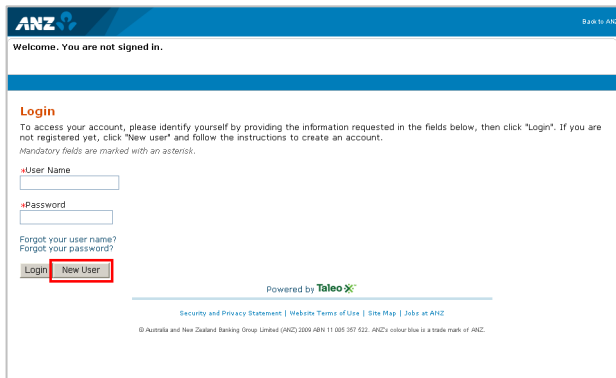 ANZ
Back to ANZ
Welcome. You are not signed in.
Login
To access your account, please identify yourself by providing the information requested in the fields below, then click "Login". If you are
not registered yet, click "New user" and follow the instructions to create an account.
Mandatory fields are marked with an asterisk.
*User Name
*Password
Forgot your user name?
Forgot your password?
Login New User
Powered by Taleo
Security and Privacy Statement | Website Terms of Use | Site Map | Jobs at ANZ
© Australia and New Zealand Banking Group Limited (ANZ) 2009 ABN 11 005 357 522. ANZ's colour blue is a trade mark of ANZ.